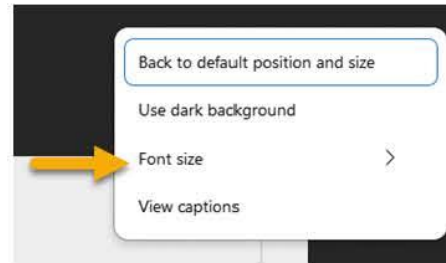 Back to default position and size
Use dark background
Font size
View captions